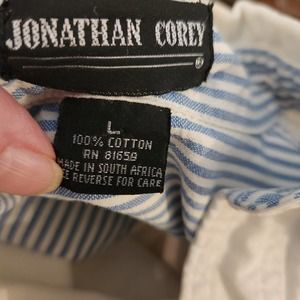 JONATHAN COREY
®
L
100% COTTON
RN 81659
MADE IN SOUTH AFRICA
SEE REVERSE FOR CARE